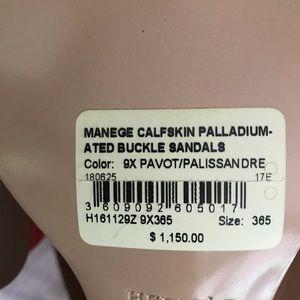 MANEGE CALFSKIN PALLADIUM-
ATED BUCKLE SANDALS
Color: 9X PAVOT/PALISSANDRE
180625 17E
3 609092 605017
H161129Z 9X365 Size: 365
$ 1,150.00